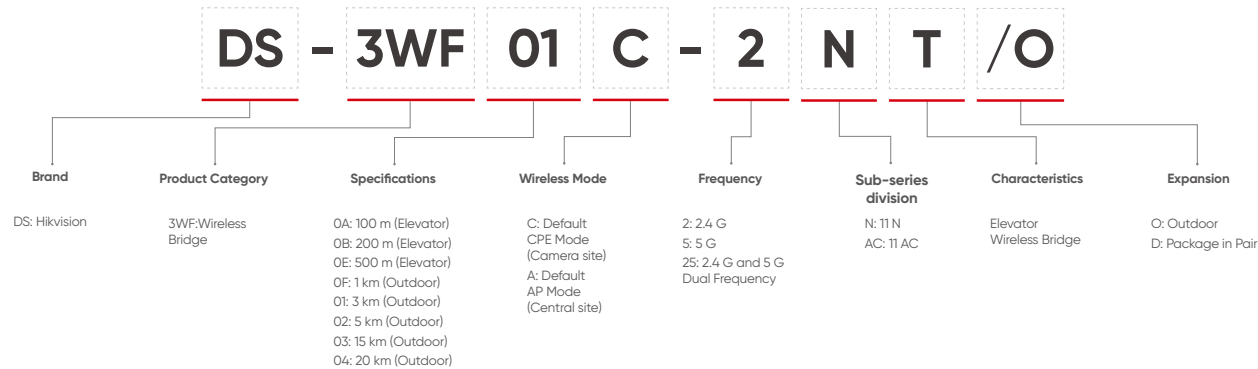 DS - 3WF 01 C - 2 N T /O
Brand
DS: Hikvision
Product Category
3WF:Wireless
Bridge
Specifications
0A: 100 m (Elevator)
0B: 200 m (Elevator)
0E: 500 m (Elevator)
0F: 1 km (Outdoor)
01: 3 km (Outdoor)
02: 5 km (Outdoor)
03: 15 km (Outdoor)
04: 20 km (Outdoor)
Wireless Mode
C: Default
CPE Mode
(Camera site)
A: Default
AP Mode
(Central site)
Frequency
2: 2.4 G
5: 5 G
25: 2.4 G and 5 G
Dual Frequency
Sub-series
division
N: 11 N
AC: 11 AC
Characteristics
Elevator
Wireless Bridge
Expansion
O: Outdoor
D: Package in Pair